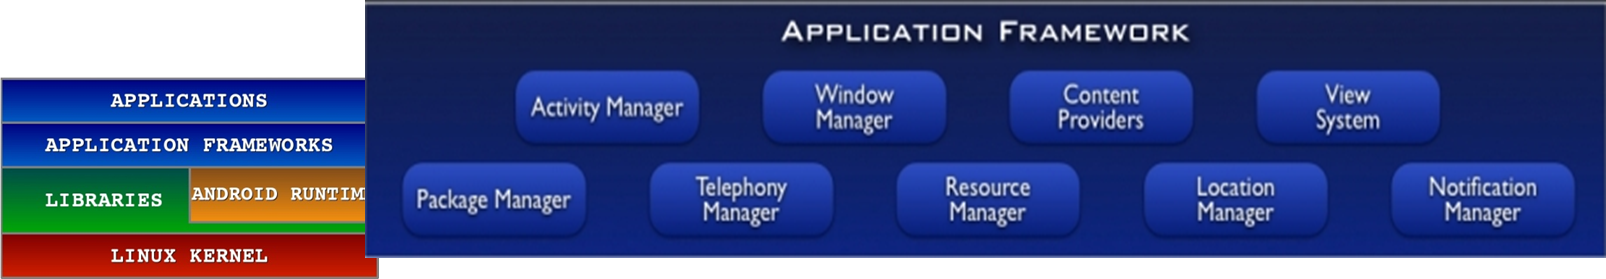 APPLICATIONS
APPLICATION FRAMEWORKS
LIBRARIES
ANDROID RUNTIM
LINUX KERNEL
APPLICATION FRAMEWORK
Activity Manager
Window
Manager
Content
Providers
View
System
Package Manager
Telephony
Manager
Resource
Manager
Location
Manager
Notification
Manager